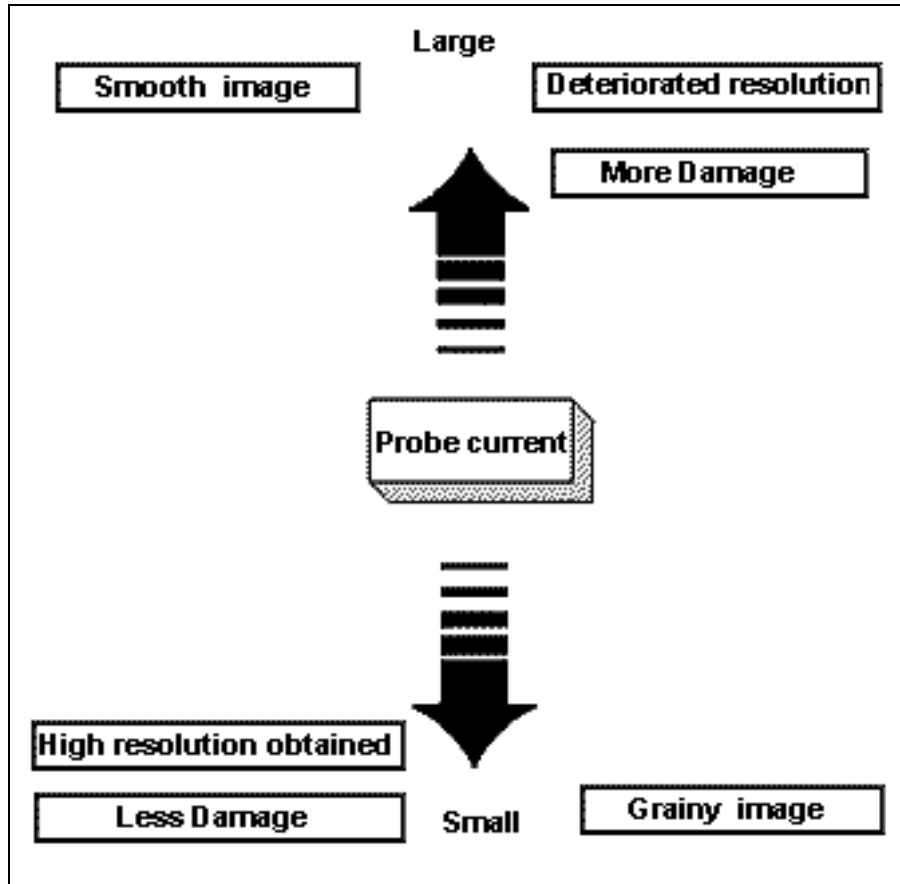 Large
Smooth image
Deteriorated resolution
More Damage
Probe current
High resolution obtained
Less Damage
Small
Grainy image